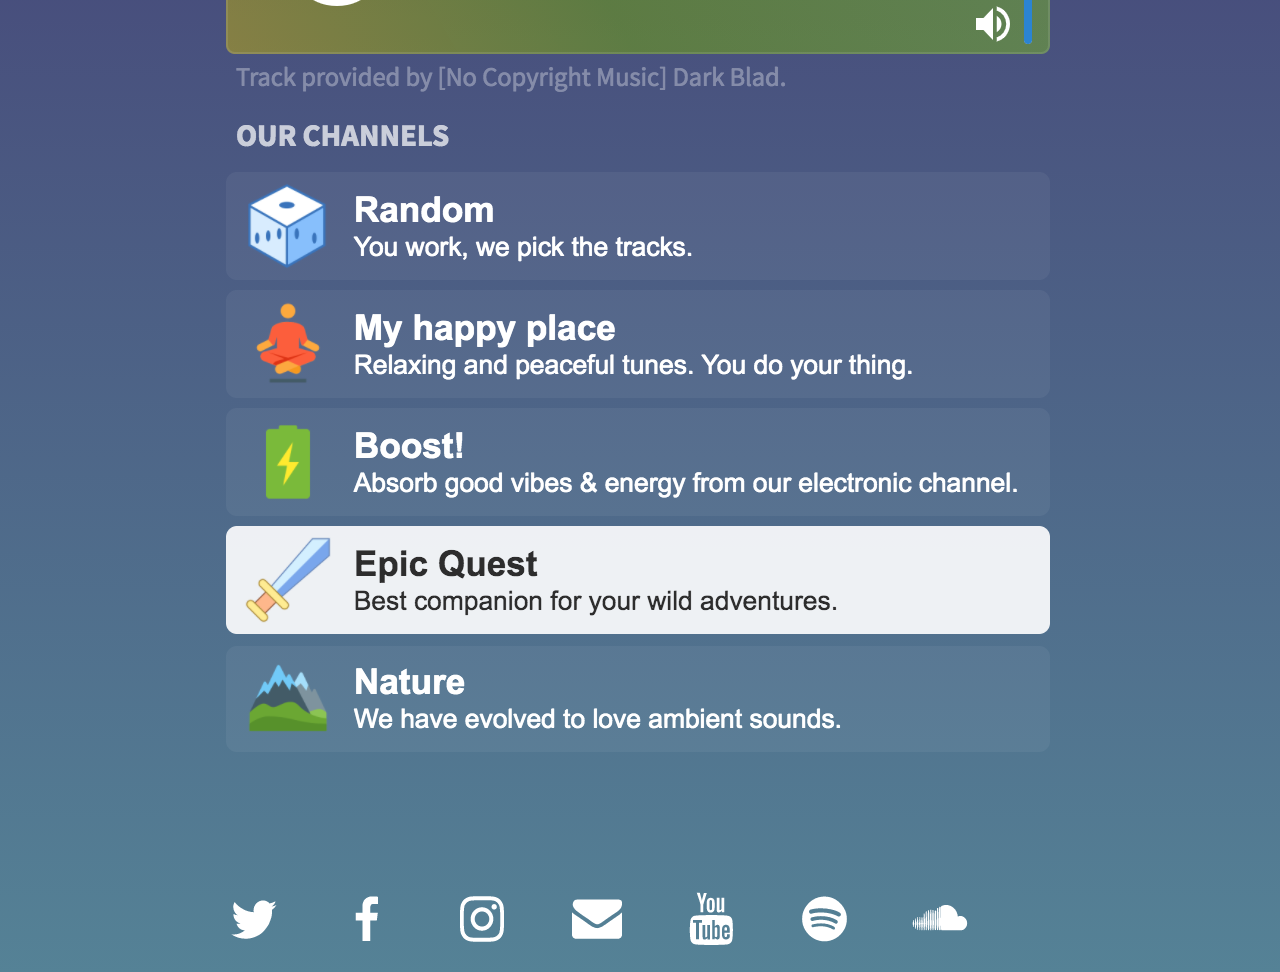 Track provided by [No Copyright Music] Dark Blad.
OUR CHANNELS
Random
You work, we pick the tracks.
My happy place
Relaxing and peaceful tunes. You do your thing.
Boost!
Absorb good vibes & energy from our electronic channel.
Epic Quest
Best companion for your wild adventures.
Nature
We have evolved to love ambient sounds.
You
Tube